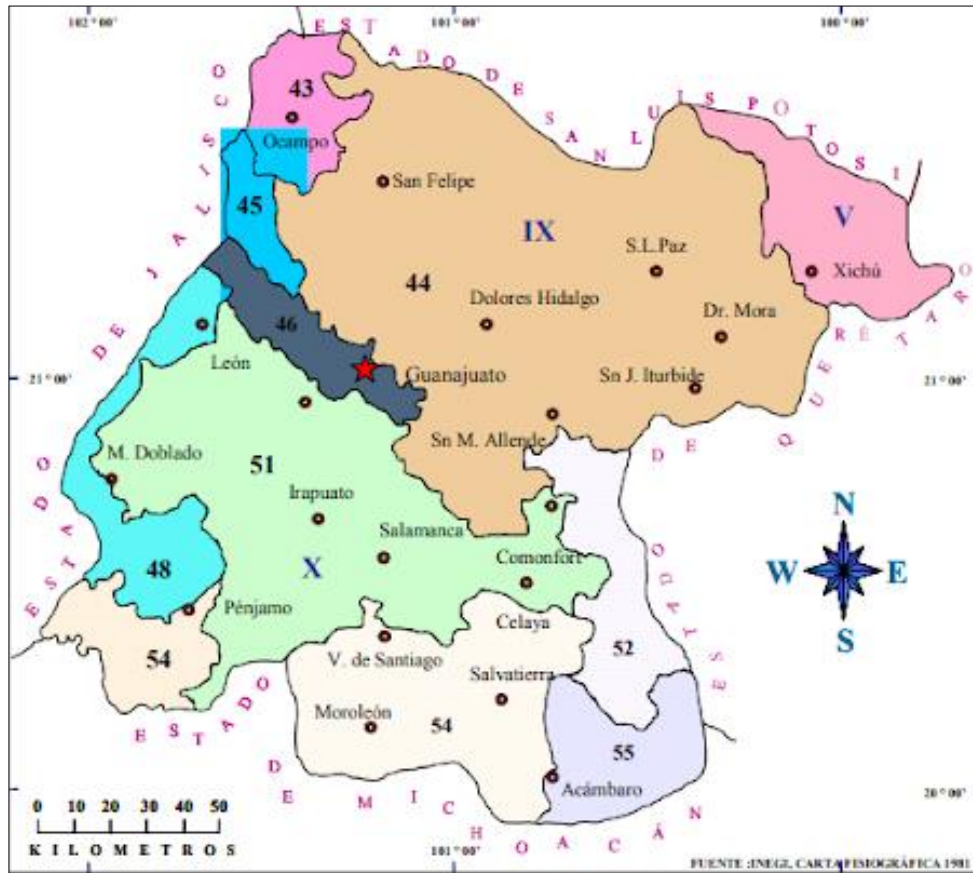 102 ° 00'
101 ° 00'
100 ° 00'
ESTADO DE SAN LUIS POTOSI
ESTADO DE JALISCO
43
Ocampo
San Felipe
45
IX
V
S.L.Paz
Xichú
44
Dolores Hidalgo
Dr. Mora
46
León
Guanajuato
Sn J. Iturbide
21 ° 00'
21 ° 00'
Sn M. Allende
M. Doblado
51
Irapuato
Salamanca
N
48
X
Comonfort
W
E
Pénjamo
S
Celaya
54
V. de Santiago
52
Salvatierra
Moroleón
54
55
Acámbaro
ESTADO DE QUERÉTARO
ESTADO DE MICHOACÁN
20 ° 00'
0 10 20 30 40 50
KILOMETROS
101 ° 00'
FUENTE :INEGI, CARTA FISIOGRÁFICA 1981